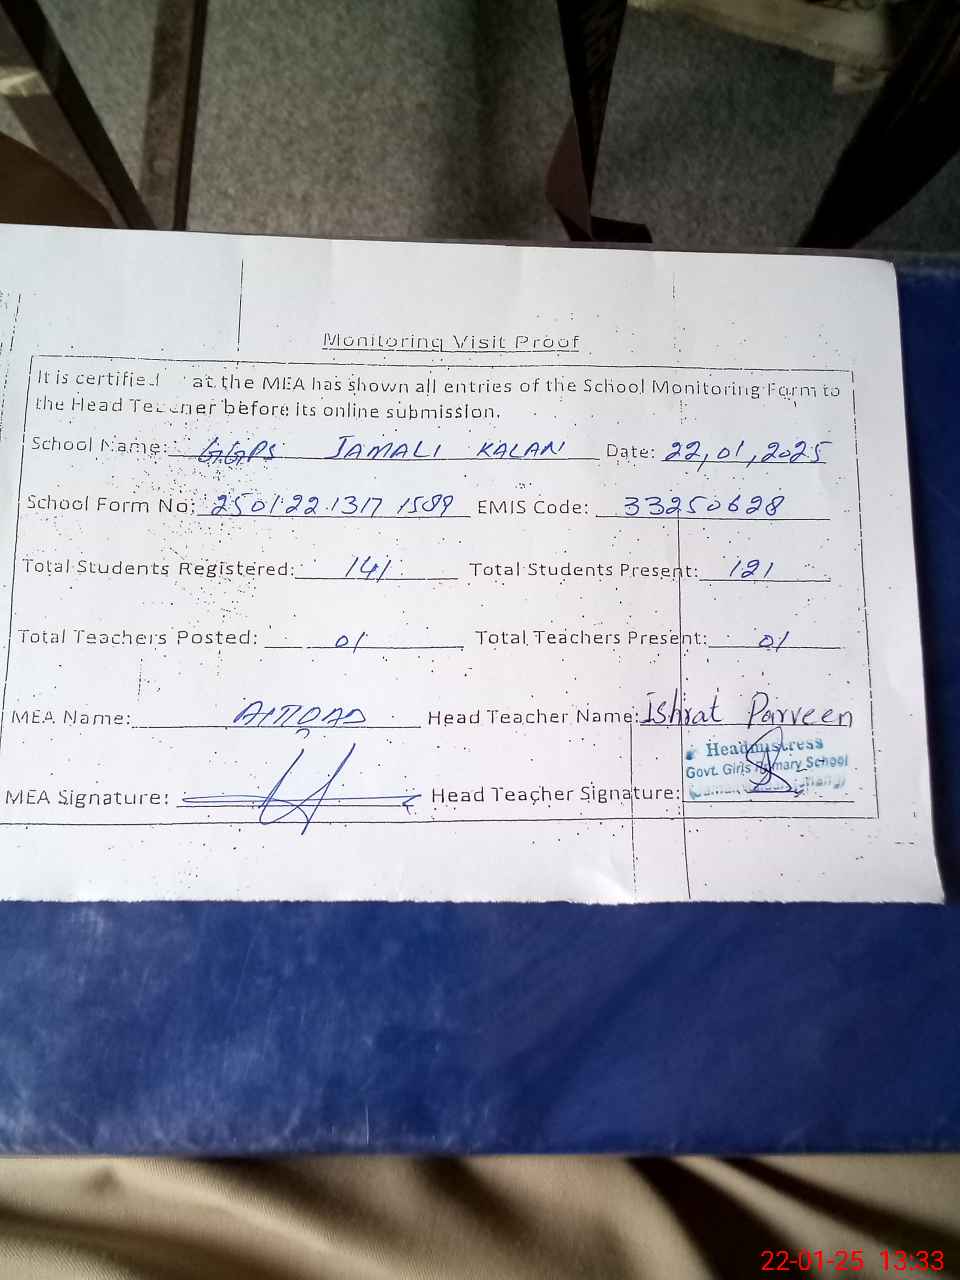 Monitoring Visit Proof
It is certified at the MEA has shown all entries of the School Monitoring Form to
the Head Teacher before its online submission.
School Name: GGPS JAMALI KALAN Date: 22,01,2025
School Form No: 250122 1317 1589 EMIS Code: 33250628
Total Students Registered: 141 Total Students Present: 121
Total Teachers Posted: 01 Total Teachers Present: 01
MEA Name: Head Teacher Name: Ishrat Parveen
Headmistress
Govt. Girls Primary School
MEA Signature: Head Teacher Signature:
22-01-25 13:33